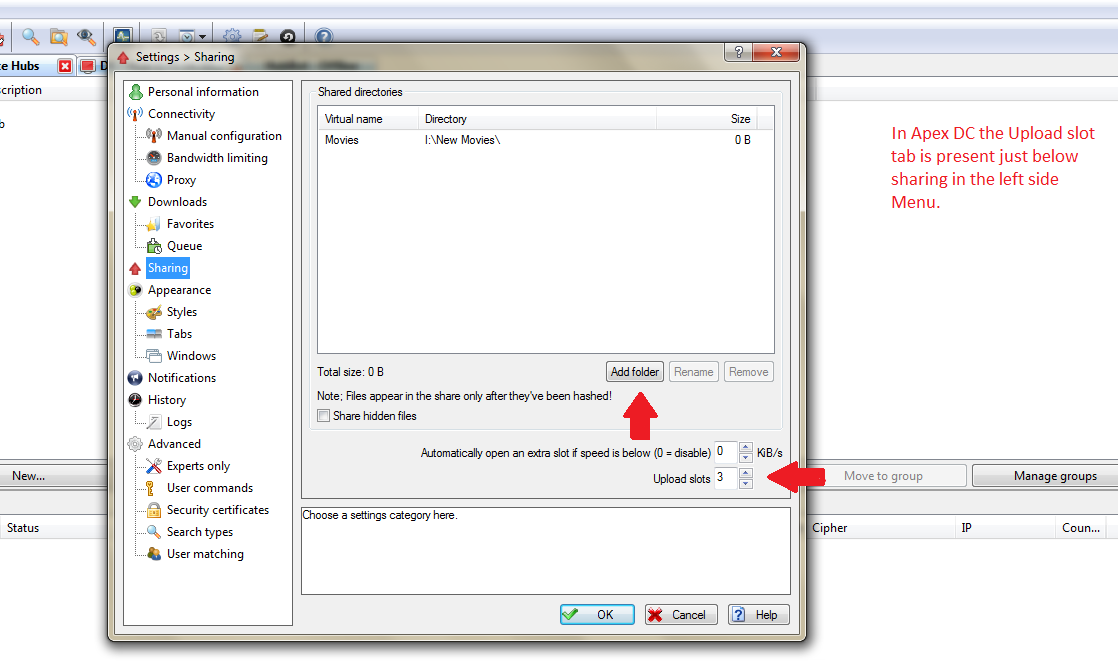 Settings > Sharing
?
X
e Hubs
D
cription
b
Personal information
Connectivity
Manual configuration
Bandwidth limiting
Proxy
Downloads
Favorites
Queue
Sharing
Appearance
Styles
Tabs
Windows
Notifications
History
Logs
Advanced
Experts only
User commands
Security certificates
Search types
User matching
Shared directories
Virtual name Directory Size
Movies I:\New Movies\ 0 B
Total size: 0 B
Add folder Rename Remove
Note; Files appear in the share only after they've been hashed!
Share hidden files
Automatically open an extra slot if speed is below (0 = disable) 0 KiB/s
Upload slots 3
Choose a settings category here.
OK Cancel Help
In Apex DC the Upload slot
tab is present just below
sharing in the left side
Menu.
New... Move to group Manage groups
Status Cipher IP Coun...